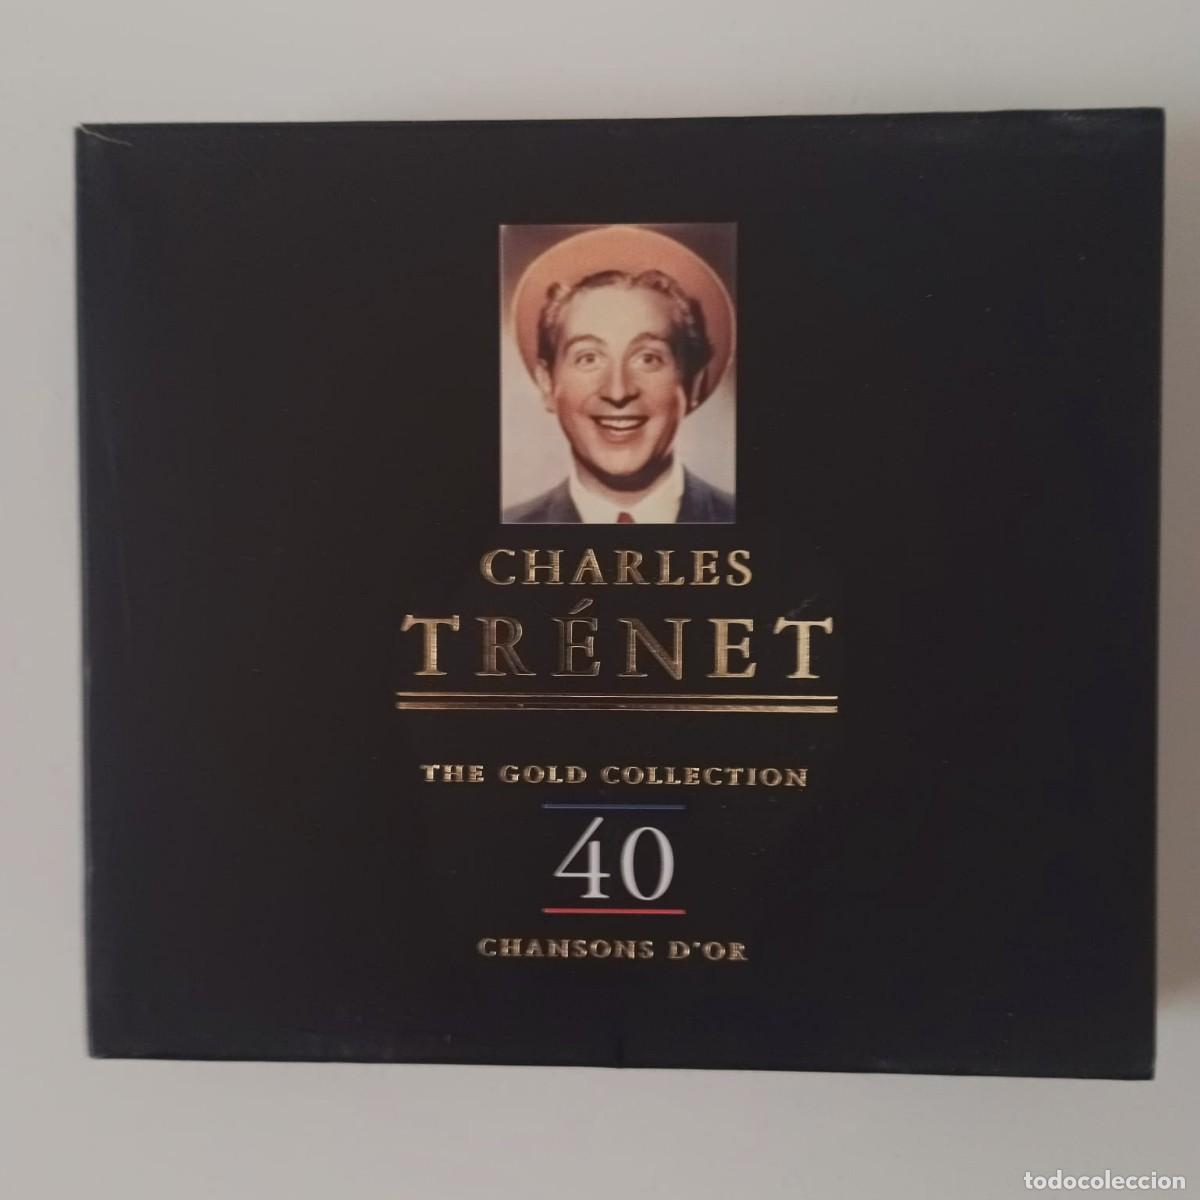 CHARLES
TRÉNET
THE GOLD COLLECTION
40
CHANSONS D'OR
todocoleccion